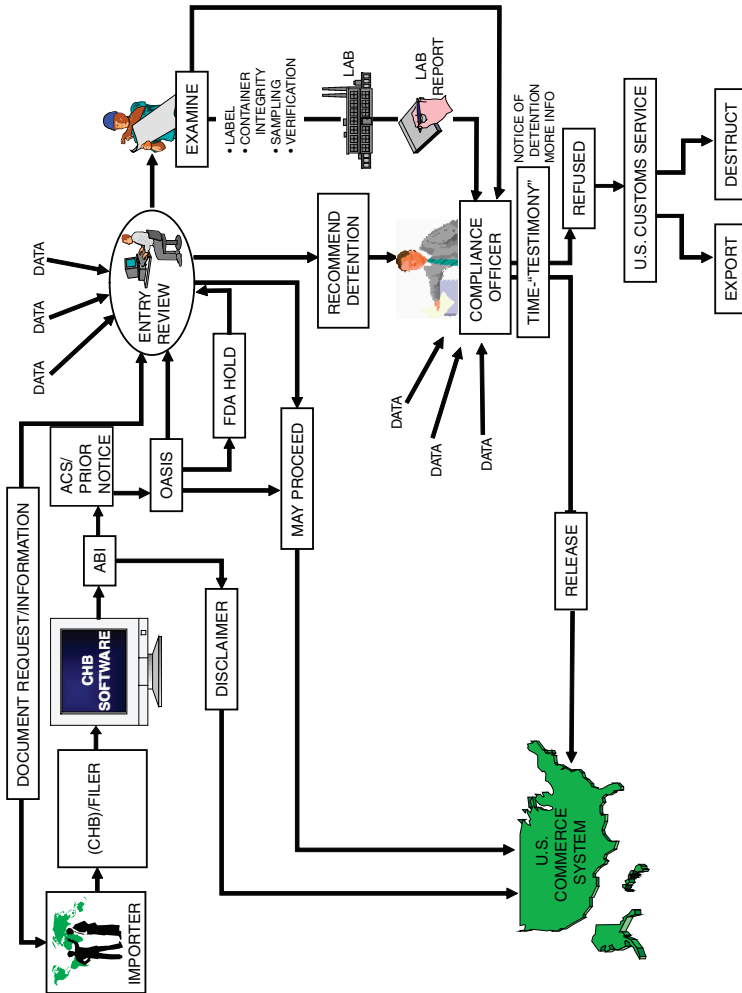 DOCUMENT REQUEST/INFORMATION
IMPORTER
(CHB)/FILER
CHB
SOFTWARE
ABI
ACS/
PRIOR
NOTICE
OASIS
DISCLAIMER
FDA HOLD
MAY PROCEED
DATA
DATA
DATA
ENTRY
REVIEW
EXAMINE
• LABEL
• CONTAINER
INTEGRITY
• SAMPLING
• VERIFICATION
LAB
LAB
REPORT
RECOMMEND
DETENTION
DATA
DATA
DATA
COMPLIANCE
OFFICER
TIME-“TESTIMONY”
NOTICE OF
DETENTION
MORE INFO
RELEASE
REFUSED
U.S. CUSTOMS SERVICE
EXPORT
DESTRUCT
U.S.
COMMERCE
SYSTEM